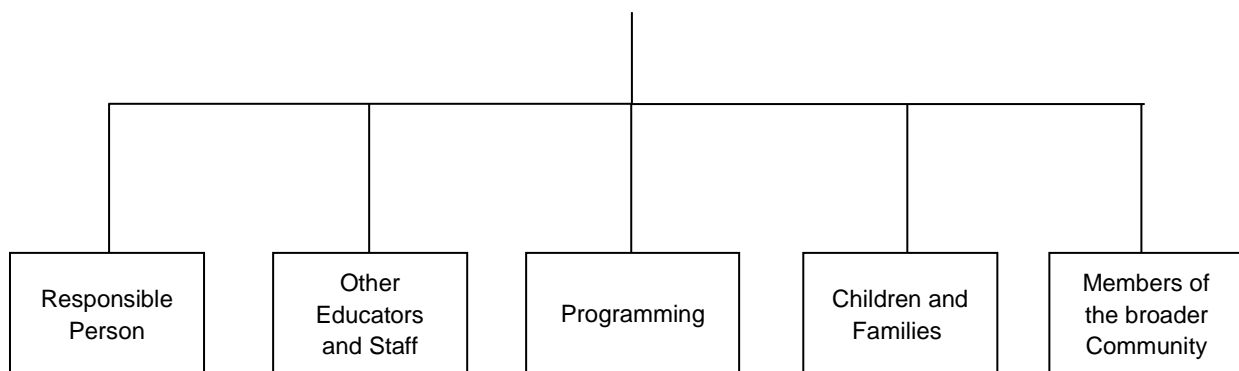 Responsible
Person
Other
Educators
and Staff
Programming
Children and
Families
Members of
the broader
Community